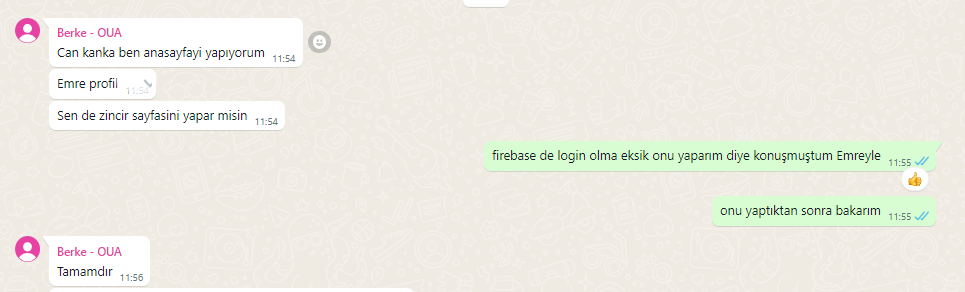 Berke - OUA
Can kanka ben anasayfayi yapıyorum 11:54
Emre profil 11:54
Sen de zincir sayfasini yapar misin 11:54
firebase de login olma eksik onu yaparım diye konuşmuştum Emreyle 11:55
onu yaptıktan sonra bakarım 11:55
Berke - OUA
Tamamdır 11:56